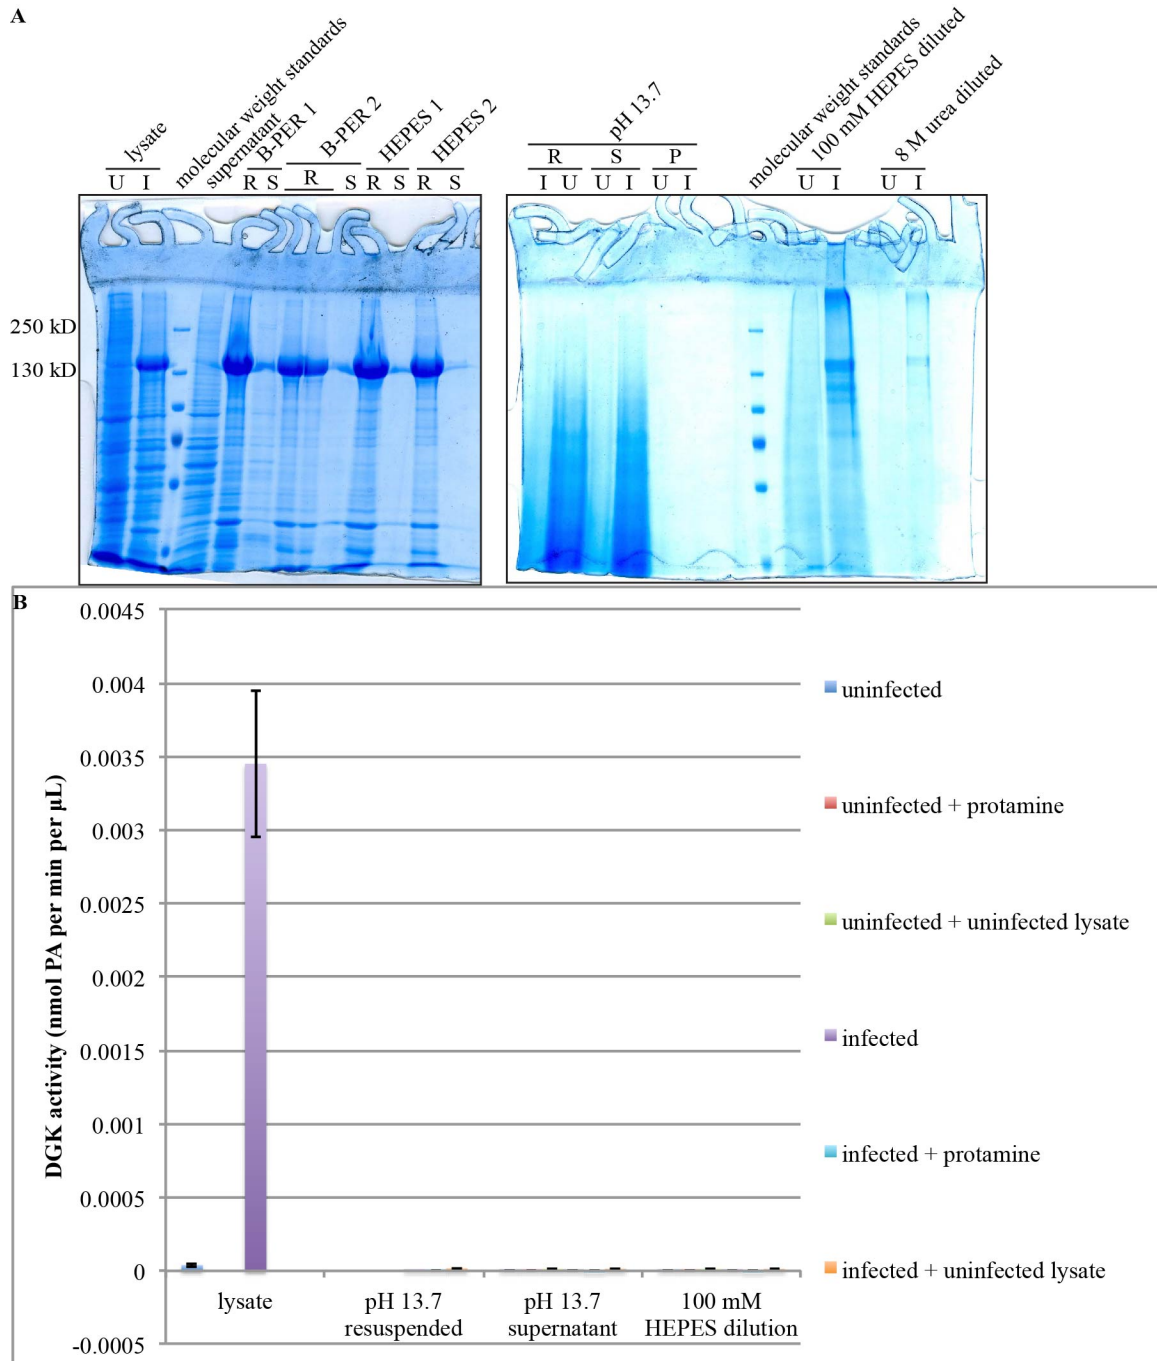 A
lysate
molecular weight standards
supernatant
B-PER 1
B-PER 2
HEPES 1
HEPES 2
U I R S R S R S R S
pH 13.7
R S P
I U U I U I
molecular weight standards
100 mM HEPES diluted
U I
8 M urea diluted
U I
250 kD
130 kD
B
DGK activity (nmol PA per min per μL)
0.0045
0.004
0.0035
0.003
0.0025
0.002
0.0015
0.001
0.0005
0
-0.0005
lysate
pH 13.7
resuspended
pH 13.7
supernatant
100 mM
HEPES dilution
uninfected
uninfected + protamine
uninfected + uninfected lysate
infected
infected + protamine
infected + uninfected lysate